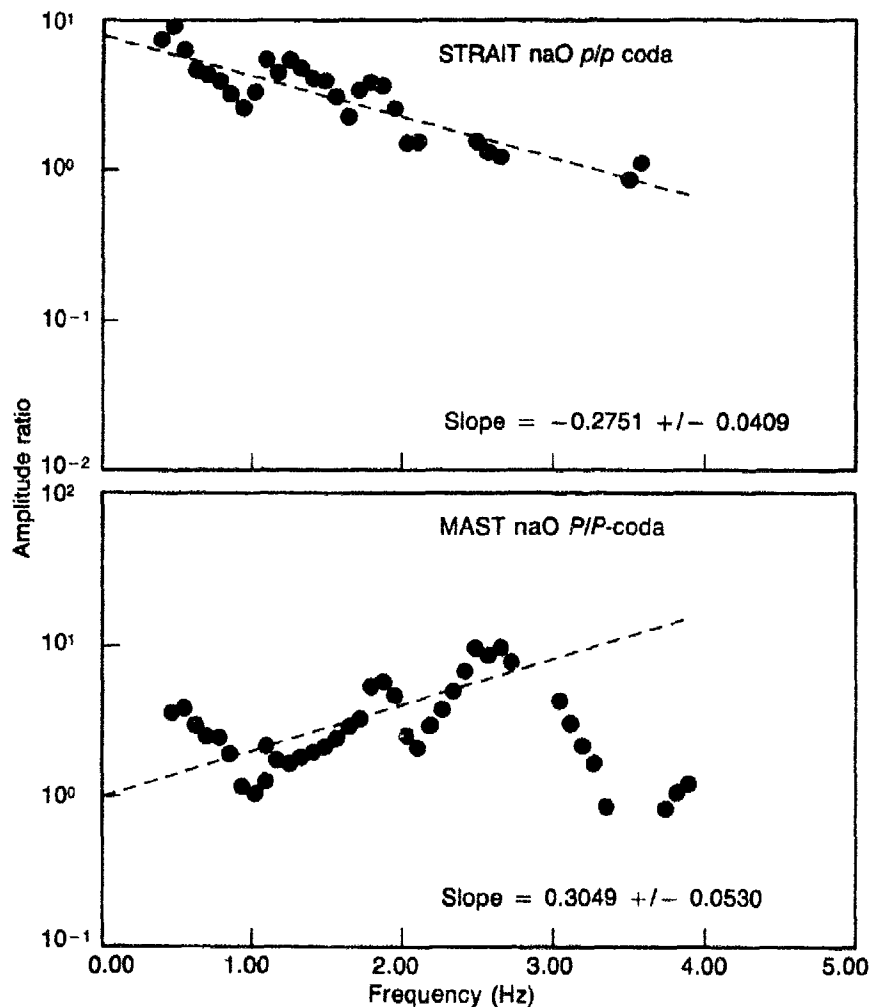 Amplitude ratio
10¹
10⁰
10⁻¹
10⁻²
STRAIT naO p/p coda
Slope = −0.2751 +/− 0.0409
10²
10¹
10⁰
10⁻¹
MAST naO P/P-coda
Slope = 0.3049 +/− 0.0530
0.00 1.00 2.00 3.00 4.00 5.00
Frequency (Hz)